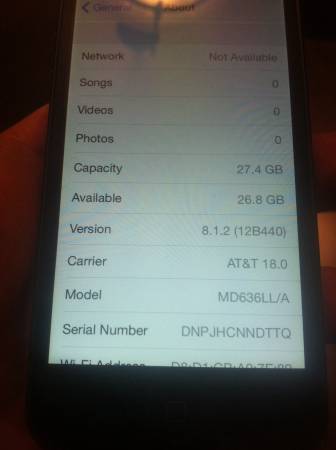 General About
Network Not Available
Songs 0
Videos 0
Photos 0
Capacity 27.4 GB
Available 26.8 GB
Version 8.1.2 (12B440)
Carrier AT&T 18.0
Model MD636LL/A
Serial Number DNPJHCNNDTTQ
Wi-Fi Address